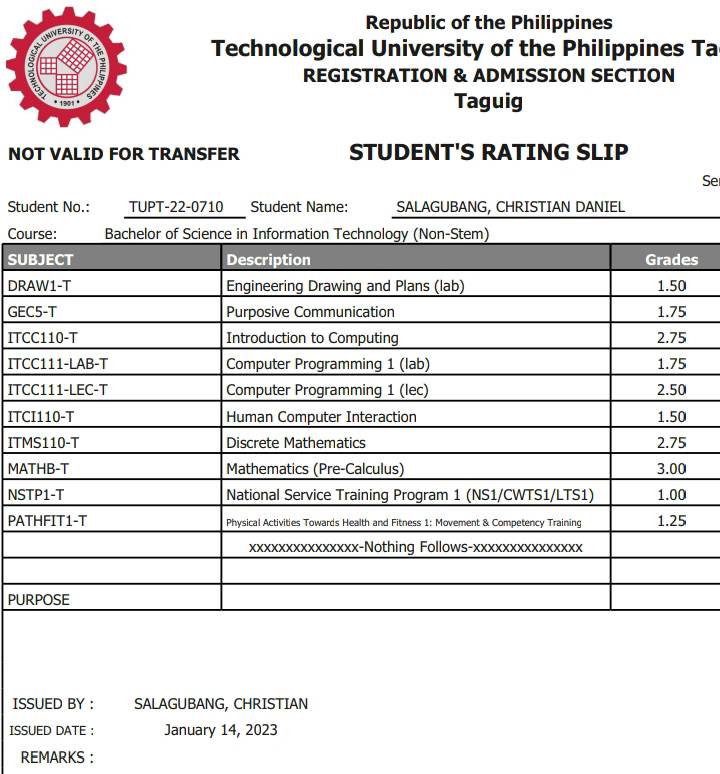 TECHNOLOGICAL UNIVERSITY OF THE PHILIPPINES
• 1901 •
Republic of the Philippines
Technological University of the Philippines
REGISTRATION & ADMISSION SECTION
Taguig
NOT VALID FOR TRANSFER STUDENT'S RATING SLIP
Student No.: TUPT-22-0710 Student Name: SALAGUBANG, CHRISTIAN DANIEL
Course: Bachelor of Science in Information Technology (Non-Stem)
SUBJECT Description Grades
DRAW1-T Engineering Drawing and Plans (lab) 1.50
GEC5-T Purposive Communication 1.75
ITCC110-T Introduction to Computing 2.75
ITCC111-LAB-T Computer Programming 1 (lab) 1.75
ITCC111-LEC-T Computer Programming 1 (lec) 2.50
ITCI110-T Human Computer Interaction 1.50
ITMS110-T Discrete Mathematics 2.75
MATHB-T Mathematics (Pre-Calculus) 3.00
NSTP1-T National Service Training Program 1 (NS1/CWTS1/LTS1) 1.00
PATHFIT1-T Physical Activities Towards Health and Fitness 1: Movement & Competency Training 1.25
xxxxxxxxxxxxxxx-Nothing Follows-xxxxxxxxxxxxxxx
PURPOSE
ISSUED BY : SALAGUBANG, CHRISTIAN
ISSUED DATE : January 14, 2023
REMARKS :